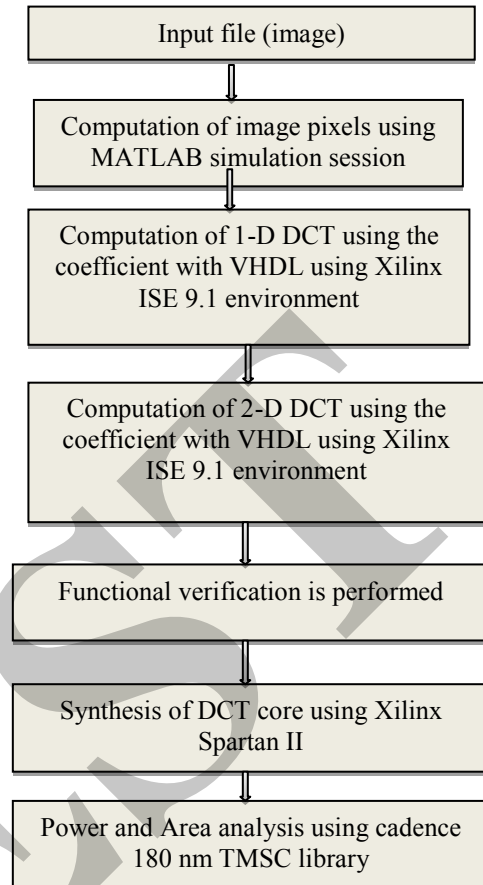 Input file (image)
Computation of image pixels using
MATLAB simulation session
Computation of 1-D DCT using the
coefficient with VHDL using Xilinx
ISE 9.1 environment
Computation of 2-D DCT using the
coefficient with VHDL using Xilinx
ISE 9.1 environment
Functional verification is performed
Synthesis of DCT core using Xilinx
Spartan II
Power and Area analysis using cadence
180 nm TMSC library